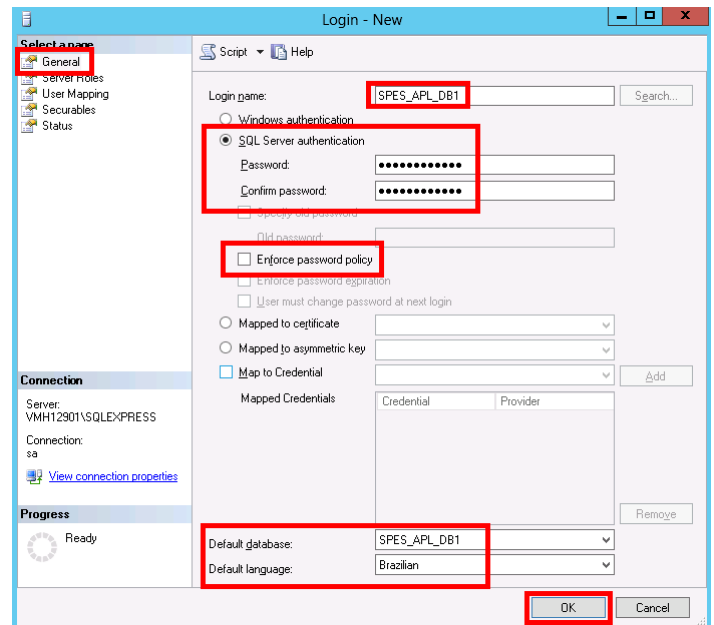 Login - New
Select a page
General
Server Roles
User Mapping
Securables
Status
Script Help
Login name: SPES_APL_DB1 Search...
Windows authentication
SQL Server authentication
Password: ●●●●●●●●●●●●
Confirm password: ●●●●●●●●●●●●
Specify old password
Old password:
Enforce password policy
Enforce password expiration
User must change password at next login
Mapped to certificate
Mapped to asymmetric key
Map to Credential Add
Mapped Credentials Credential Provider
Remove
Default database: SPES_APL_DB1
Default language: Brazilian
Connection
Server:
VMH12901\SQLEXPRESS
Connection:
sa
View connection properties
Progress
Ready
OK Cancel